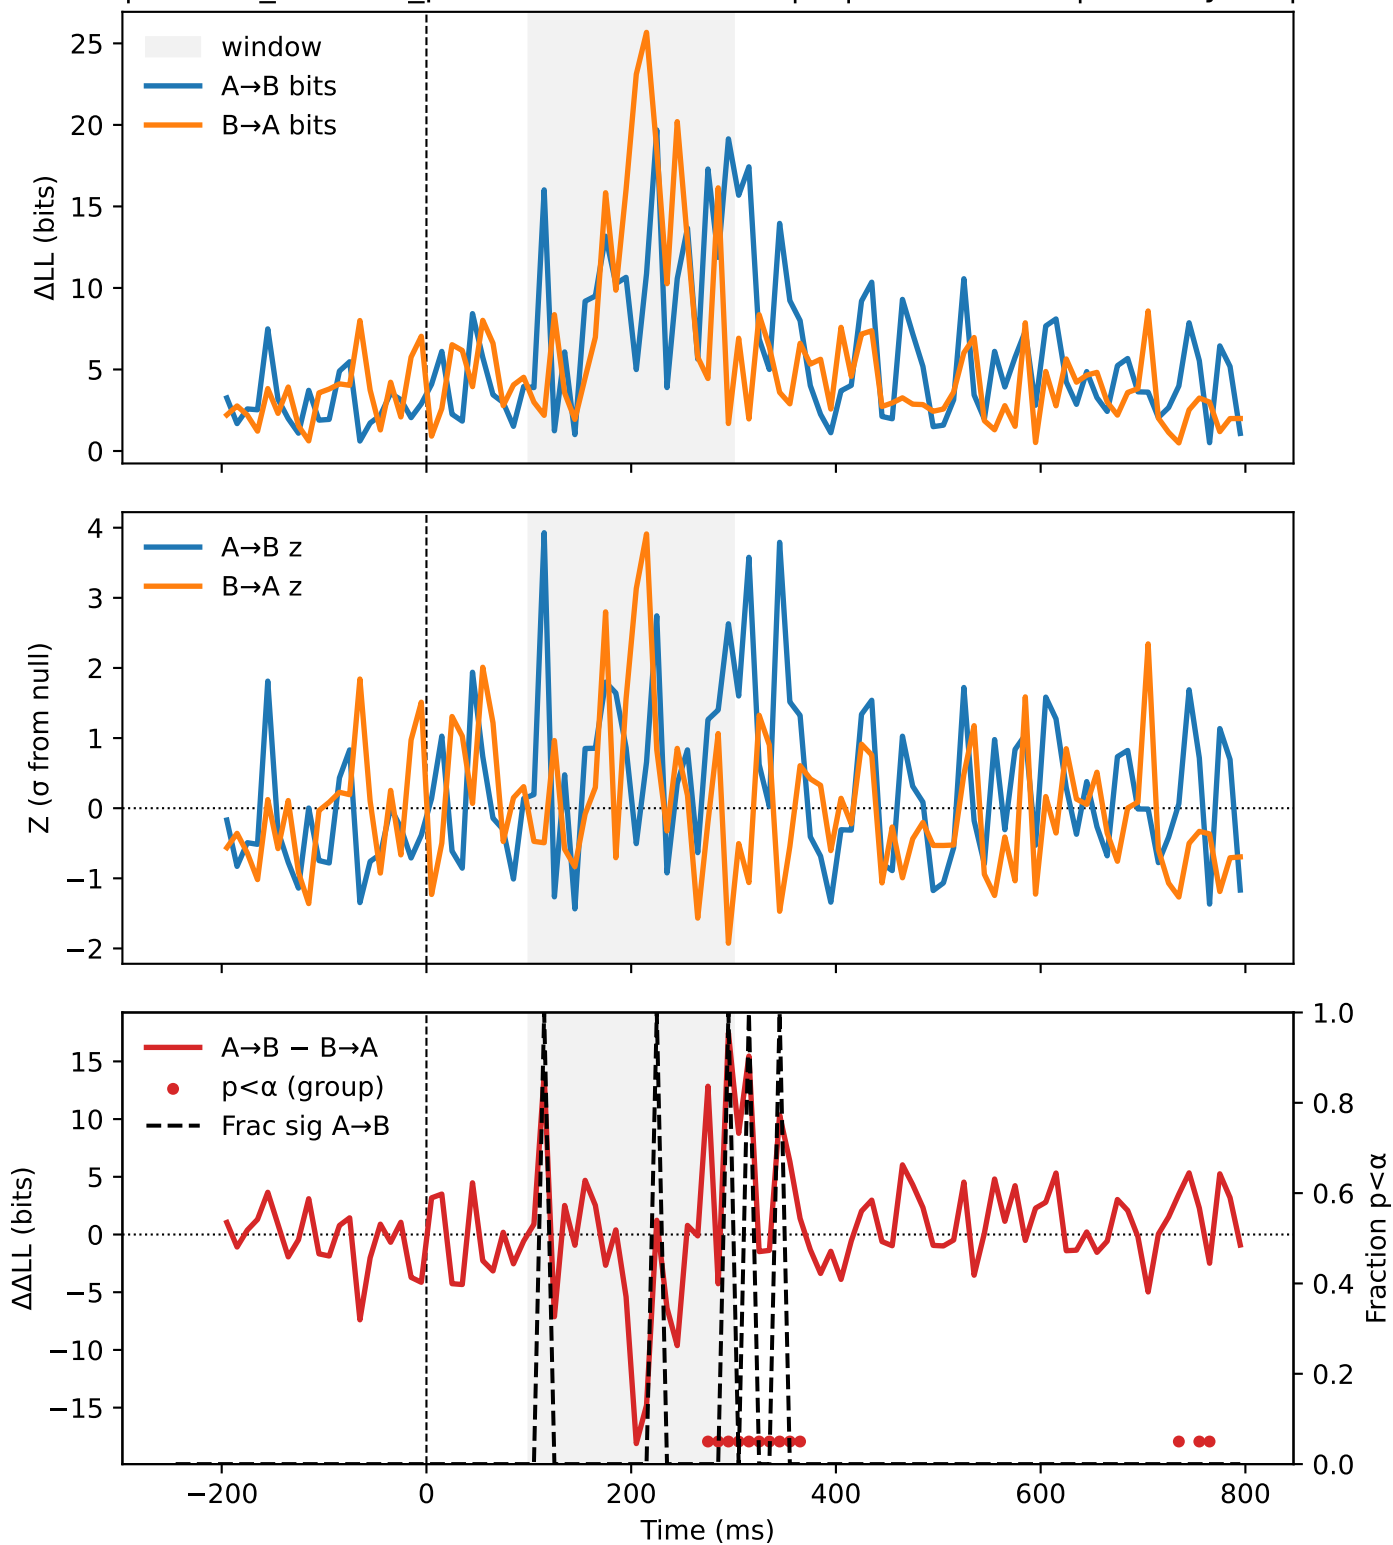 25
20
15
10
5
0
ΔLL (bits)
window
A→B bits
B→A bits
4
3
2
1
0
−1
−2
Z (σ from null)
A→B z
B→A z
15
10
5
0
−5
−10
−15
ΔΔLL (bits)
A→B − B→A
p<α (group)
Frac sig A→B
1.0
0.8
0.6
0.4
0.2
0.0
Fraction p<α
−200 0 200 400 600 800
Time (ms)